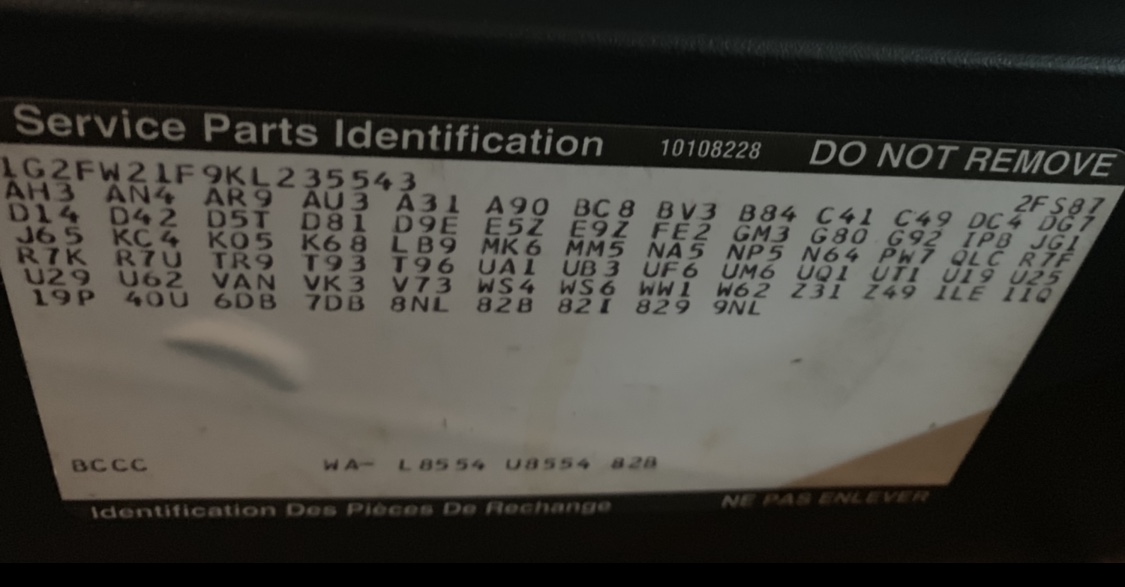 Service Parts Identification 10108228 DO NOT REMOVE
1G2FW21F9KL235543 2FS87
AH3 AN4 AR9 AU3 A31 A90 BC8 BV3 B84 C41 C49 DC4 DG7
D14 D42 D5T D81 D9E E5Z E9Z FE2 GM3 G80 G92 IPB JG1
J65 KC4 K05 K68 LB9 MK6 MM5 NA5 NP5 N64 PW7 QLC R7F
R7K R7U TR9 T93 T96 UA1 UB3 UF6 UM6 UQ1 UT1 U19 U25
U29 U62 VAN VK3 V73 WS4 WS6 WW1 W62 Z31 Z49 1LE 11Q
19P 40U 6DB 7DB 8NL 82B 82I 829 9NL
BCCC WA- L8554 U8554 82B
Identification Des Pièces De Rechange NE PAS ENLEVER